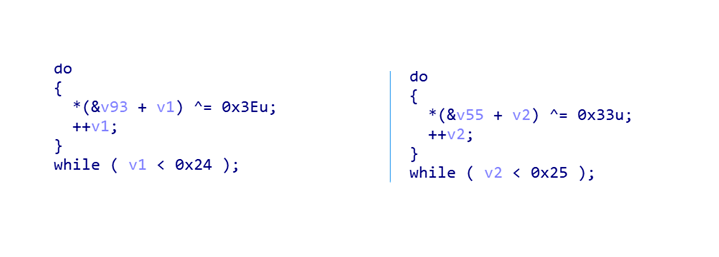 do
{
  *(&v93 + v1) ^= 0x3Eu;
  ++v1;
}
while ( v1 < 0x24 );
do
{
  *(&v55 + v2) ^= 0x33u;
  ++v2;
}
while ( v2 < 0x25 );